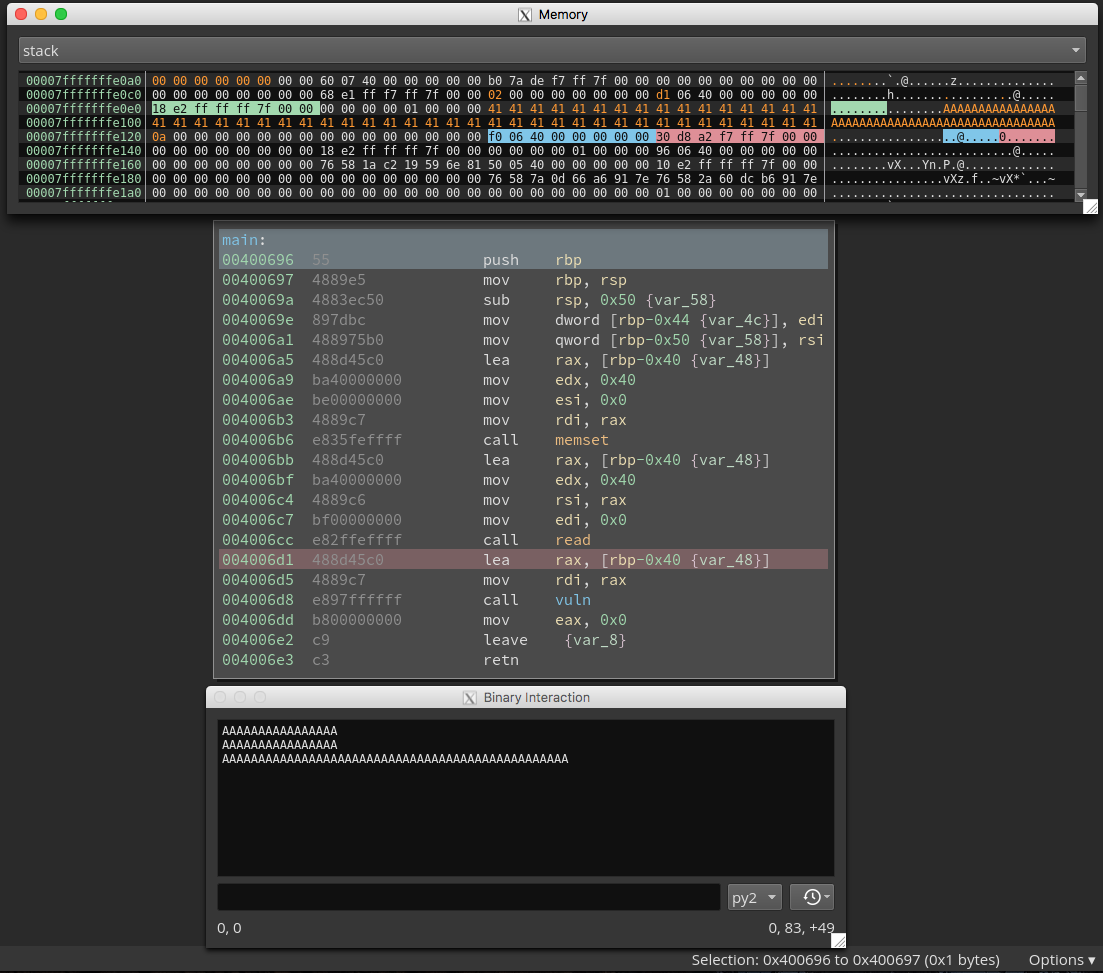 X Memory
stack
00007fffffffe0a0 00 00 00 00 00 00 00 00 60 07 40 00 00 00 00 00 b0 7a de f7 ff 7f 00 00 00 00 00 00 00 00 00 00 ........`.@......z..............
00007fffffffe0c0 00 00 00 00 00 00 00 00 68 e1 ff f7 ff 7f 00 00 02 00 00 00 00 00 00 00 d1 06 40 00 00 00 00 00 ........h.................@.....
00007fffffffe0e0 18 e2 ff ff ff 7f 00 00 00 00 00 00 01 00 00 00 41 41 41 41 41 41 41 41 41 41 41 41 41 41 41 41 ................AAAAAAAAAAAAAAAA
00007fffffffe100 41 41 41 41 41 41 41 41 41 41 41 41 41 41 41 41 41 41 41 41 41 41 41 41 41 41 41 41 41 41 41 41 AAAAAAAAAAAAAAAAAAAAAAAAAAAAAAAA
00007fffffffe120 0a 00 00 00 00 00 00 00 00 00 00 00 00 00 00 00 f0 06 40 00 00 00 00 00 30 d8 a2 f7 ff 7f 00 00 ..................@.....0.......
00007fffffffe140 00 00 00 00 00 00 00 00 18 e2 ff ff ff 7f 00 00 00 00 00 00 01 00 00 00 96 06 40 00 00 00 00 00 ..........................@.....
00007fffffffe160 00 00 00 00 00 00 00 00 76 58 1a c2 19 59 6e 81 50 05 40 00 00 00 00 00 10 e2 ff ff ff 7f 00 00 ........vX...Yn.P.@.............
00007fffffffe180 00 00 00 00 00 00 00 00 00 00 00 00 00 00 00 00 76 58 7a 0d 66 a6 91 7e 76 58 2a 60 dc b6 91 7e ................vXz.f..~vX*`...~
00007fffffffe1a0 00 00 00 00 00 00 00 00 00 00 00 00 00 00 00 00 00 00 00 00 00 00 00 00 01 00 00 00 00 00 00 00 ................................
main:
00400696 55 push rbp
00400697 4889e5 mov rbp, rsp
0040069a 4883ec50 sub rsp, 0x50 {var_58}
0040069e 897dbc mov dword [rbp-0x44 {var_4c}], edi
004006a1 488975b0 mov qword [rbp-0x50 {var_58}], rsi
004006a5 488d45c0 lea rax, [rbp-0x40 {var_48}]
004006a9 ba40000000 mov edx, 0x40
004006ae be00000000 mov esi, 0x0
004006b3 4889c7 mov rdi, rax
004006b6 e835feffff call memset
004006bb 488d45c0 lea rax, [rbp-0x40 {var_48}]
004006bf ba40000000 mov edx, 0x40
004006c4 4889c6 mov rsi, rax
004006c7 bf00000000 mov edi, 0x0
004006cc e82ffeffff call read
004006d1 488d45c0 lea rax, [rbp-0x40 {var_48}]
004006d5 4889c7 mov rdi, rax
004006d8 e897ffffff call vuln
004006dd b800000000 mov eax, 0x0
004006e2 c9 leave {var_8}
004006e3 c3 retn
X Binary Interaction
AAAAAAAAAAAAAAAA
AAAAAAAAAAAAAAAA
AAAAAAAAAAAAAAAAAAAAAAAAAAAAAAAAAAAAAAAAAAAAAAAA
py2
0, 0
0, 83, +49
Selection: 0x400696 to 0x400697 (0x1 bytes)
Options ▾